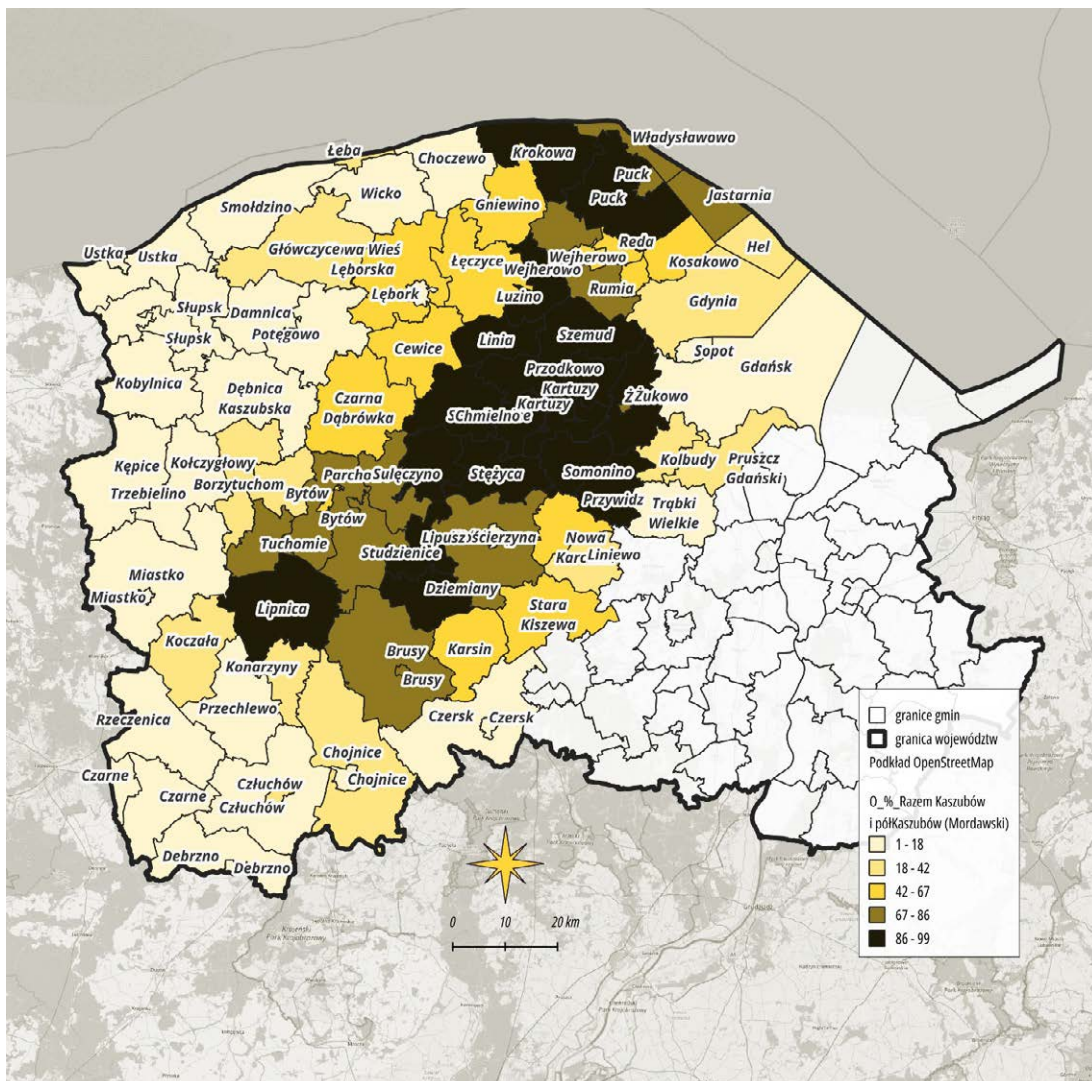 Władysławowo
Łeba
Choczewo
Krokowa
Puck
Wicko
Puck
Jastarnia
Smołdzino
Gniewino
Ustka
Ustka
Główczyce
wa Wieś
Lęborska
Łęczyce
Wejherowo
Wejherowo
Reda
Kosakowo
Hel
Lębork
Luzino
Rumia
Gdynia
Słupsk
Damnica
Słupsk
Potęgowo
Cewice
Linia
Szemud
Sopot
Gdańsk
Kobylnica
Dębnica
Kaszubska
Przodkowo
Kartuzy
Kartuzy
Żukowo
Czarna
Dąbrówka
Chmielno
Kępice
Kołczygłowy
Trzebielino
Borzytuchom
Bytów
Parcho
Sulęczyno
Stężyca
Somonino
Kolbudy
Pruszcz
Gdański
Przywidz
Trąbki
Wielkie
Bytów
Tuchomie
Studzienice
Lipusz
ościerzyna
Nowa
Karc
Liniewo
Miastko
Miastko
Lipnica
Dziemiany
Stara
Kiszewa
Koczała
Konarzyny
Brusy
Brusy
Karsin
Rzeczenica
Przechlewo
Czersk
Czersk
Chojnice
Chojnice
Czarne
Czarne
Człuchów
Człuchów
Debrzno
Debrzno
granice gmin
granica województw
Podkład OpenStreetMap
O_%_Razem Kaszubów
i półKaszubów (Mordawski)
1 - 18
18 - 42
42 - 67
67 - 86
86 - 99
0 10 20 km